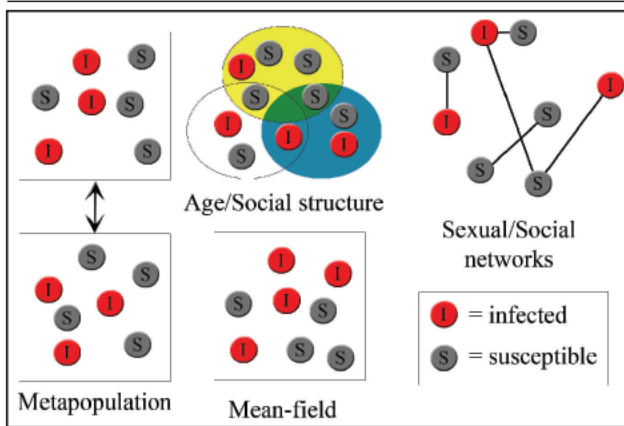 I S
S I S
I S
I S S
S S
I S
I I
S
Age/Social structure
I S
S
I
S
I
S S
Sexual/Social
networks
S
S
I I
S
S
I
Metapopulation
I I
S I S
I S S
Mean-field
I = infected
S = susceptible